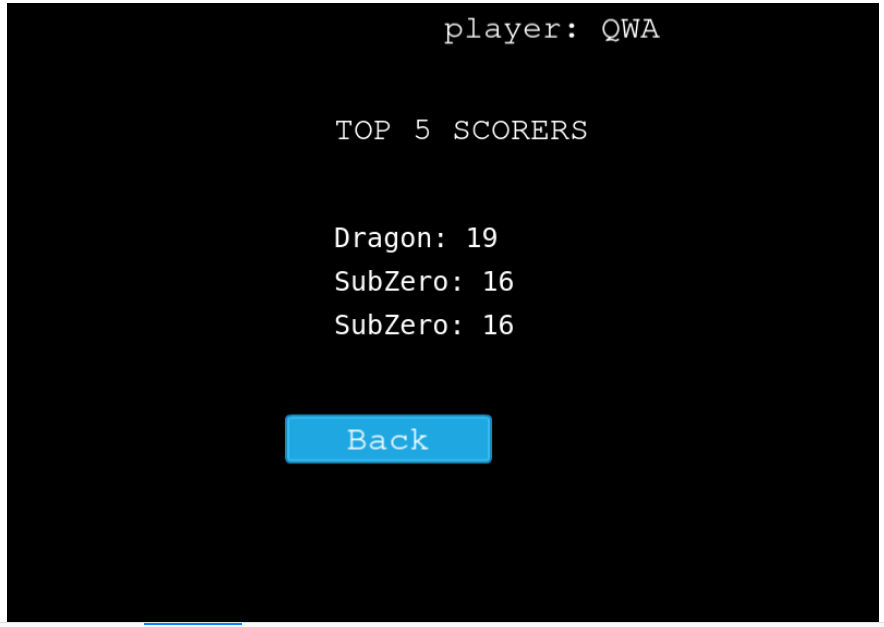 player: QWA
TOP 5 SCORERS
Dragon: 19
SubZero: 16
SubZero: 16
Back